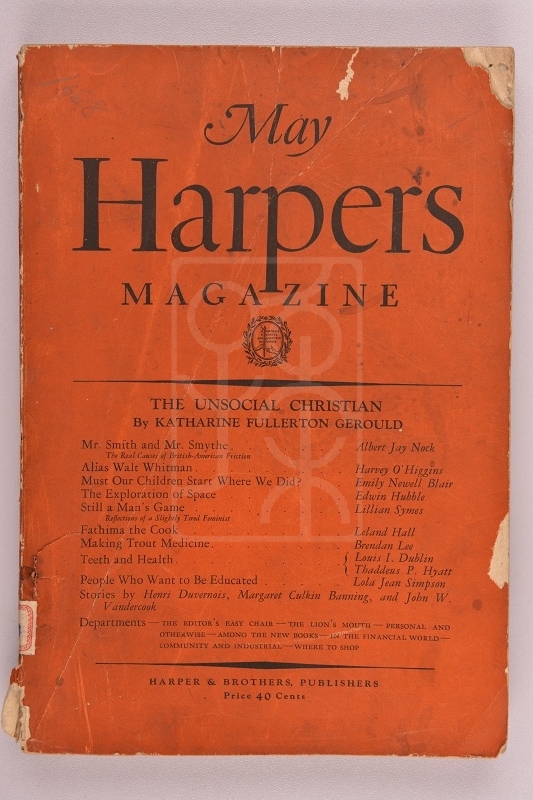 May
Harpers
MAGAZINE
THE UNSOCIAL CHRISTIAN
By KATHARINE FULLERTON GEROULD
Mr. Smith and Mr. Smythe . . . . Albert Jay Nock
The Real Causes of British-American Friction
Alias Walt Whitman . . . . Harvey O'Higgins
Must Our Children Start Where We Did? . . Emily Newell Blair
The Exploration of Space . . . . Edwin Hubble
Still a Man's Game . . . . Lillian Symes
Reflections of a Slightly Tired Feminist
Fathima the Cook . . . . Leland Hall
Making Trout Medicine . . . . Brendan Lee
Teeth and Health . . . . { Louis I. Dublin
Thaddeus P. Hyatt
People Who Want to Be Educated . . . . Lola Jean Simpson
Stories by Henri Duvernois, Margaret Culkin Banning, and John W.
Vandercook
Departments — THE EDITOR'S EASY CHAIR — THE LION'S MOUTH — PERSONAL AND
OTHERWISE — AMONG THE NEW BOOKS — IN THE FINANCIAL WORLD —
COMMUNITY AND INDUSTRIAL — WHERE TO SHOP
HARPER & BROTHERS, PUBLISHERS
Price 40 Cents